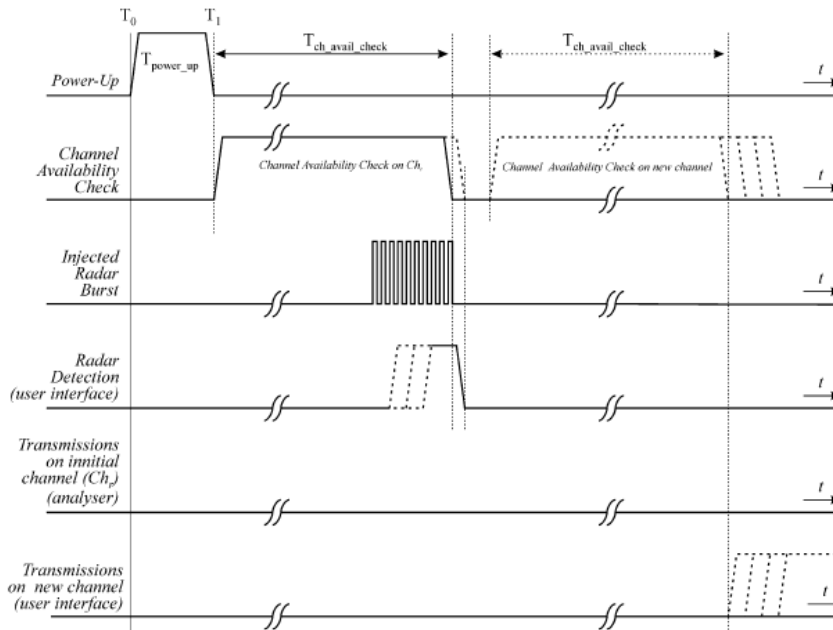 T0 T1
Tch_avail_check Tch_avail_check
Tpower_up
Power-Up
t
Channel
Availability
Check
Channel Availability Check on Chr
Channel Availability Check on new channel
t
Injected
Radar
Burst
t
Radar
Detection
(user interface)
t
Transmissions
on innitial
channel (Chr)
(analyser)
t
Transmissions
on new channel
(user interface)
t